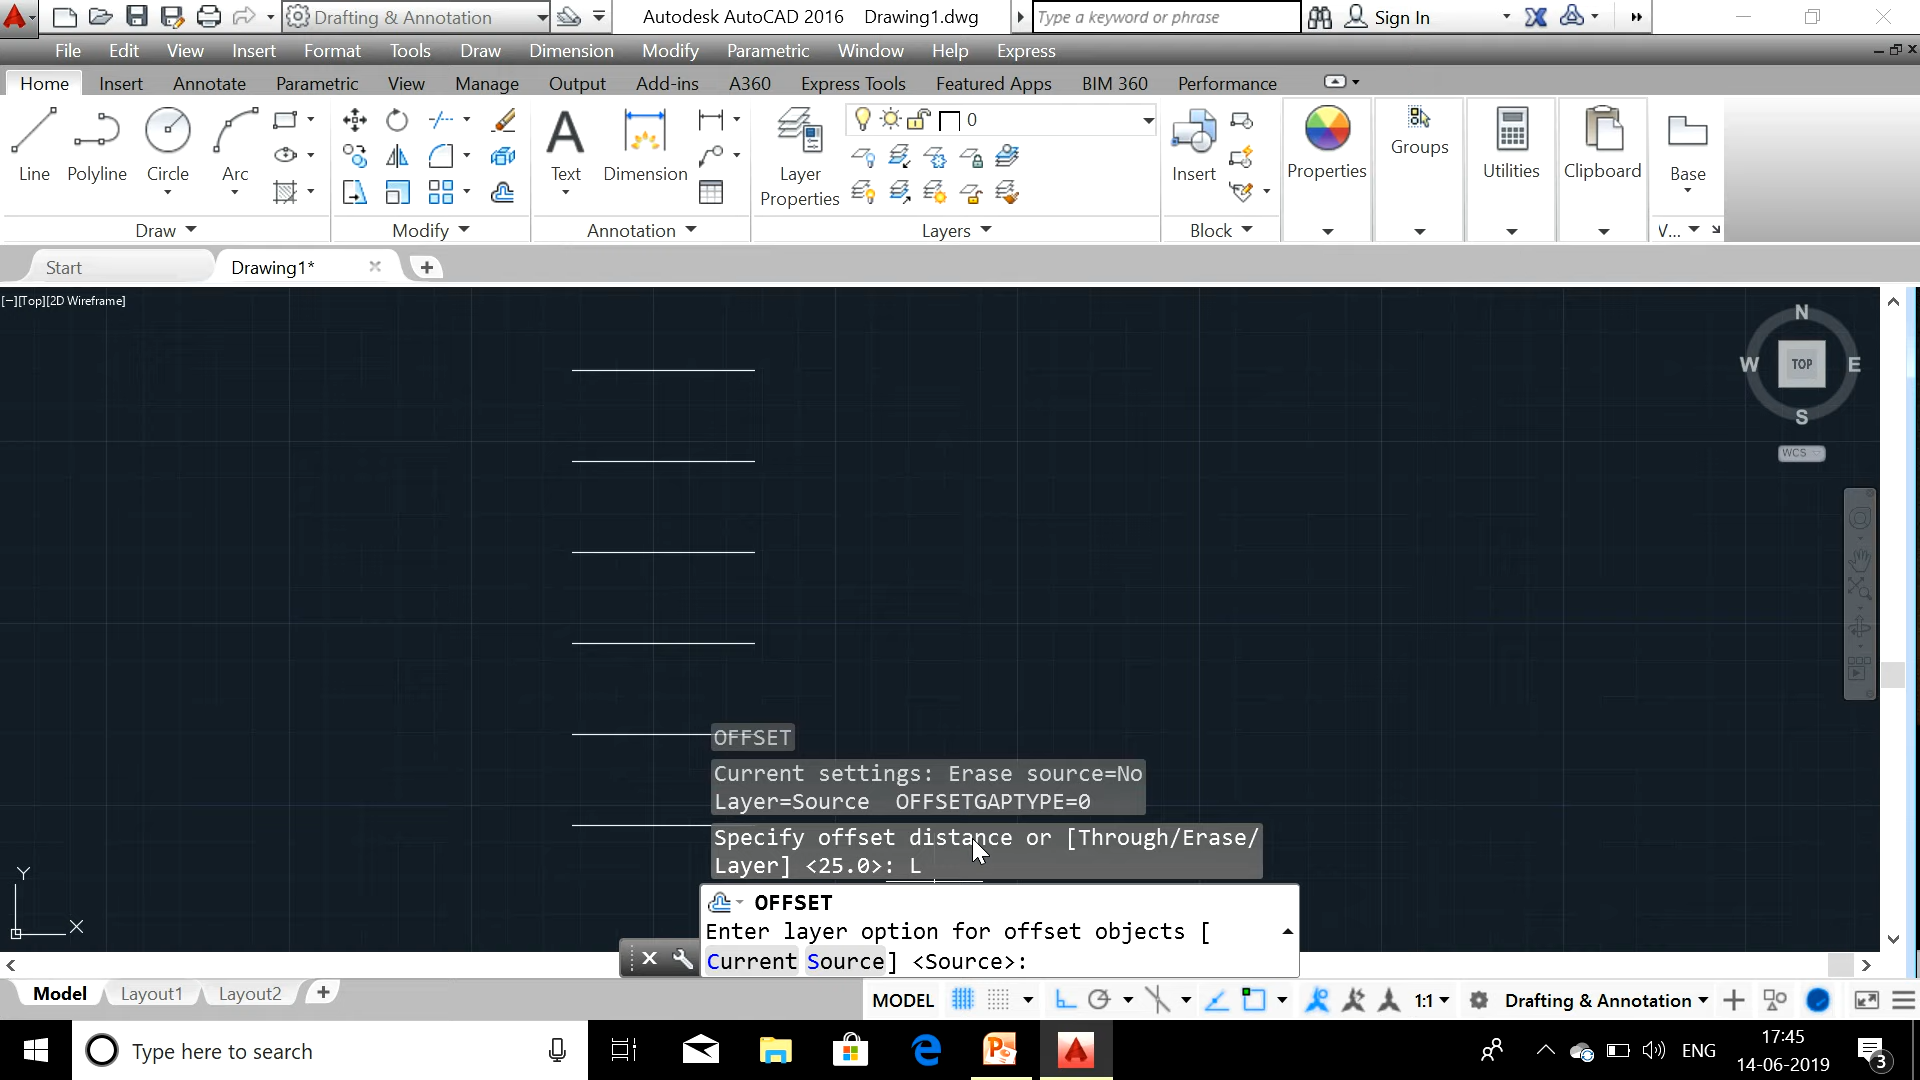 Drafting & Annotation
Autodesk AutoCAD 2016 Drawing1.dwg
Type a keyword or phrase
Sign In
File Edit View Insert Format Tools Draw Dimension Modify Parametric Window Help Express
Home Insert Annotate Parametric View Manage Output Add-ins A360 Express Tools Featured Apps BIM 360 Performance
0
Line Polyline Circle Arc
Text Dimension
Layer
Properties
Insert
Properties
Groups
Utilities
Clipboard
Base
Draw Modify Annotation Layers Block V...
Start Drawing1*
[−][Top][2D Wireframe]
N
W TOP E
S
WCS
OFFSET
Current settings: Erase source=No
Layer=Source OFFSETGAPTYPE=0
Specify offset distance or [Through/Erase/
Layer] <25.0>: L
Y
X
OFFSET
Enter layer option for offset objects [
Current Source] <Source>:
Model Layout1 Layout2
MODEL 1:1 Drafting & Annotation
Type here to search
ENG
17:45
14-06-2019
3